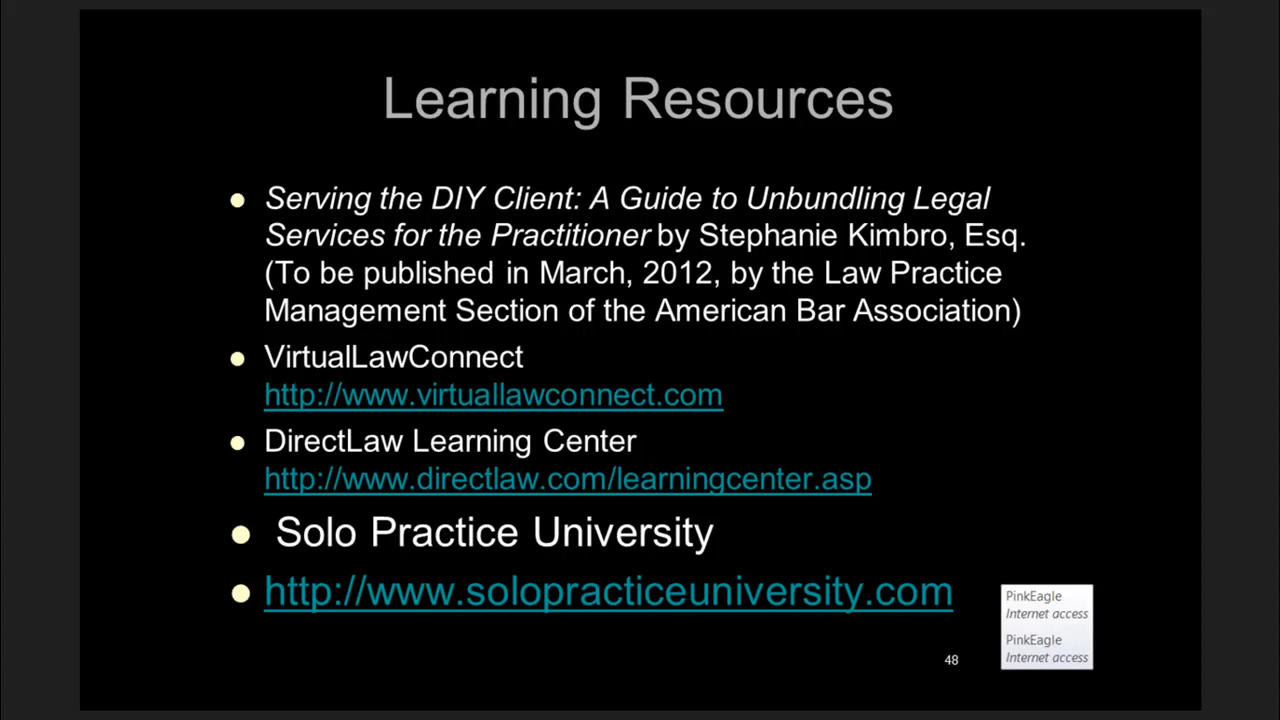 Learning Resources
Serving the DIY Client: A Guide to Unbundling Legal
Services for the Practitioner by Stephanie Kimbro, Esq.
(To be published in March, 2012, by the Law Practice
Management Section of the American Bar Association)
VirtualLawConnect
http://www.virtuallawconnect.com
DirectLaw Learning Center
http://www.directlaw.com/learningcenter.asp
Solo Practice University
http://www.solopracticeuniversity.com
PinkEagle
Internet access
PinkEagle
Internet access
48